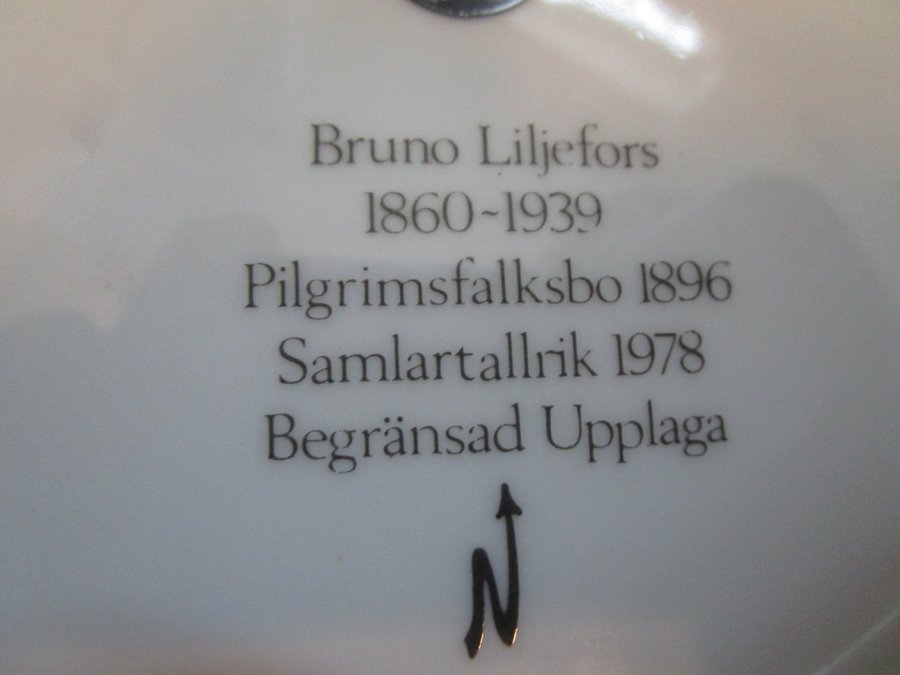 Bruno Liljefors
1860-1939
Pilgrimsfalksbo 1896
Samlartallrik 1978
Begränsad Upplaga
N